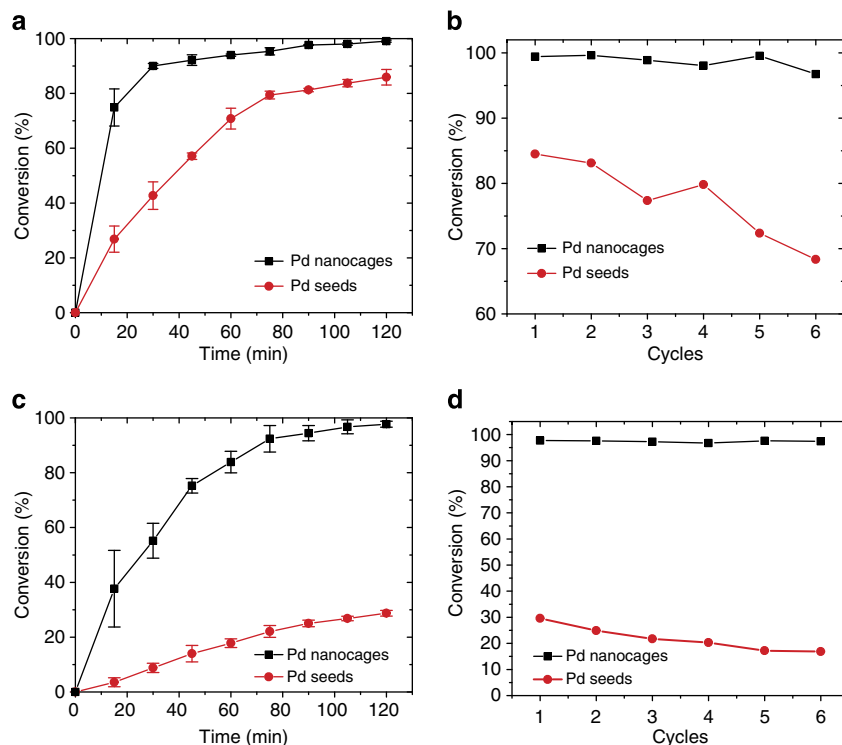 a
100
80
60
40
20
0
Conversion (%)
Pd nanocages
Pd seeds
0 20 40 60 80 100 120
Time (min)
b
100
90
80
70
60
Conversion (%)
Pd nanocages
Pd seeds
1 2 3 4 5 6
Cycles
c
100
80
60
40
20
0
Conversion (%)
Pd nanocages
Pd seeds
0 20 40 60 80 100 120
Time (min)
d
100
90
80
70
60
50
40
30
20
10
0
Conversion (%)
Pd nanocages
Pd seeds
1 2 3 4 5 6
Cycles